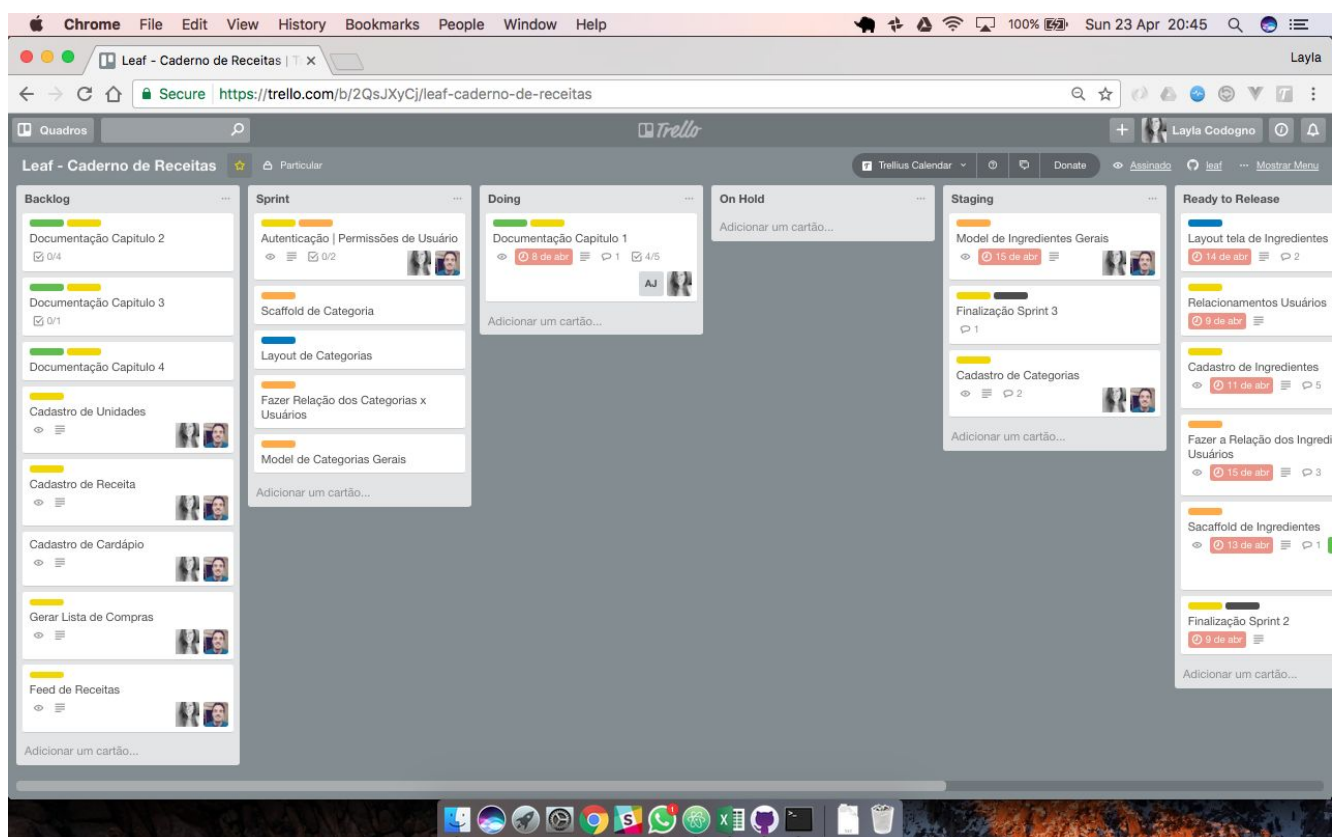 Chrome File Edit View History Bookmarks People Window Help 100% Sun 23 Apr 20:45
Leaf - Caderno de Receitas | T Layla
Secure https://trello.com/b/2QsJXyCj/leaf-caderno-de-receitas
Quadros Trello Layla Codogno
Leaf - Caderno de Receitas Particular Trellius Calendar Donate Assinado leaf Mostrar Menu
Backlog
Documentação Capitulo 2
0/4
Documentação Capitulo 3
0/1
Documentação Capitulo 4
Cadastro de Unidades
Cadastro de Receita
Cadastro de Cardápio
Gerar Lista de Compras
Feed de Receitas
Adicionar um cartão...
Sprint
Autenticação | Permissões de Usuário
0/2
Scaffold de Categoria
Layout de Categorias
Fazer Relação dos Categorias x
Usuários
Model de Categorias Gerais
Adicionar um cartão...
Doing
Documentação Capitulo 1
8 de abr 1 4/5
AJ
Adicionar um cartão...
On Hold
Adicionar um cartão...
Staging
Model de Ingredientes Gerais
15 de abr
Finalização Sprint 3
1
Cadastro de Categorias
2
Adicionar um cartão...
Ready to Release
Layout tela de Ingredientes
14 de abr 2
Relacionamentos Usuários
9 de abr
Cadastro de Ingredientes
11 de abr 5
Fazer a Relação dos Ingredi
Usuários
15 de abr 3
Sacaffold de Ingredientes
13 de abr 1
Finalização Sprint 2
9 de abr
Adicionar um cartão...